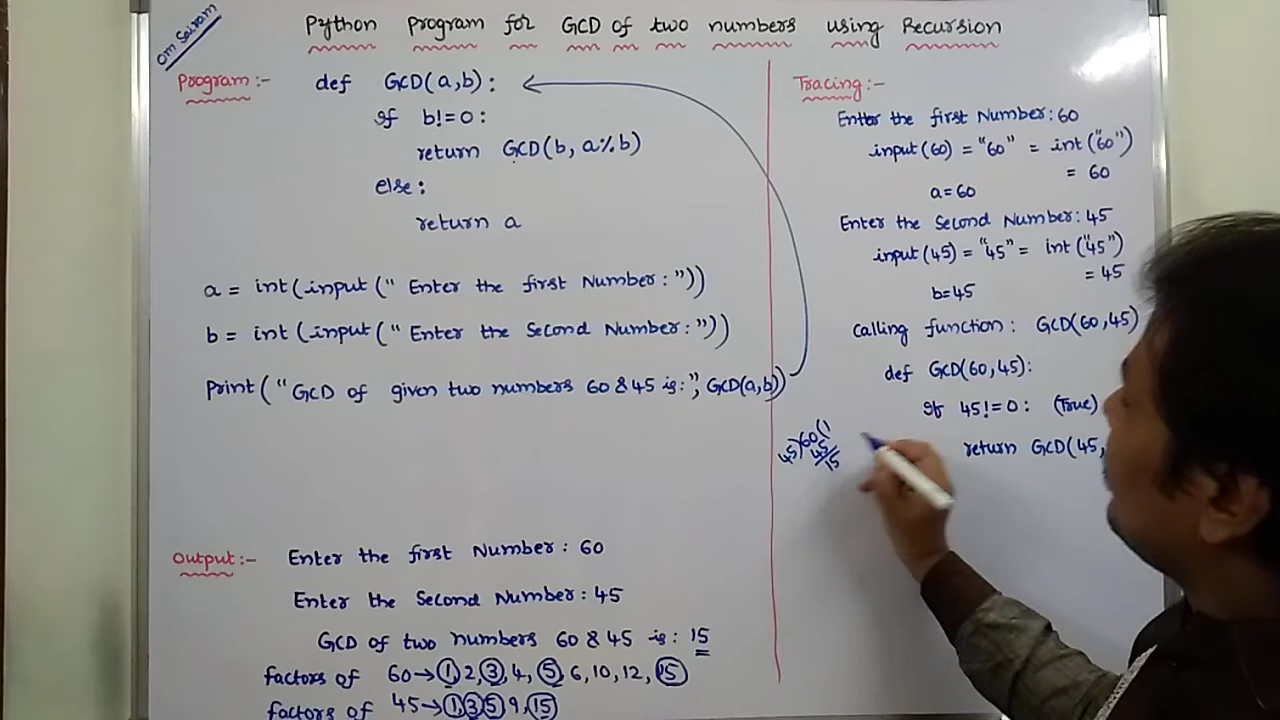 Om Sairam
Python Program for GCD of two numbers using Recursion
Program:-
def GCD(a,b):
if b!=0:
return GCD(b, a%b)
else:
return a
a = int(input(" Enter the first Number:"))
b = int(input(" Enter the Second Number:"))
Print("GCD of given two numbers 60 & 45 is:", GCD(a,b))
Output:- Enter the first Number: 60
Enter the Second Number: 45
GCD of two numbers 60 & 45 is: 15
factors of 60→1 2, 3, 4, 5, 6, 10, 12, 15
factors of 45→1 3 5 9, 15
Tracing:-
Enter the first Number: 60
input(60) = "60" = int("60")
= 60
a=60
Enter the Second Number: 45
input(45) = "45" = int("45")
= 45
b=45
calling function: GCD(60,45)
def GCD(60,45):
if 45!=0: (True)
return GCD(45,
45)60(1
45
15